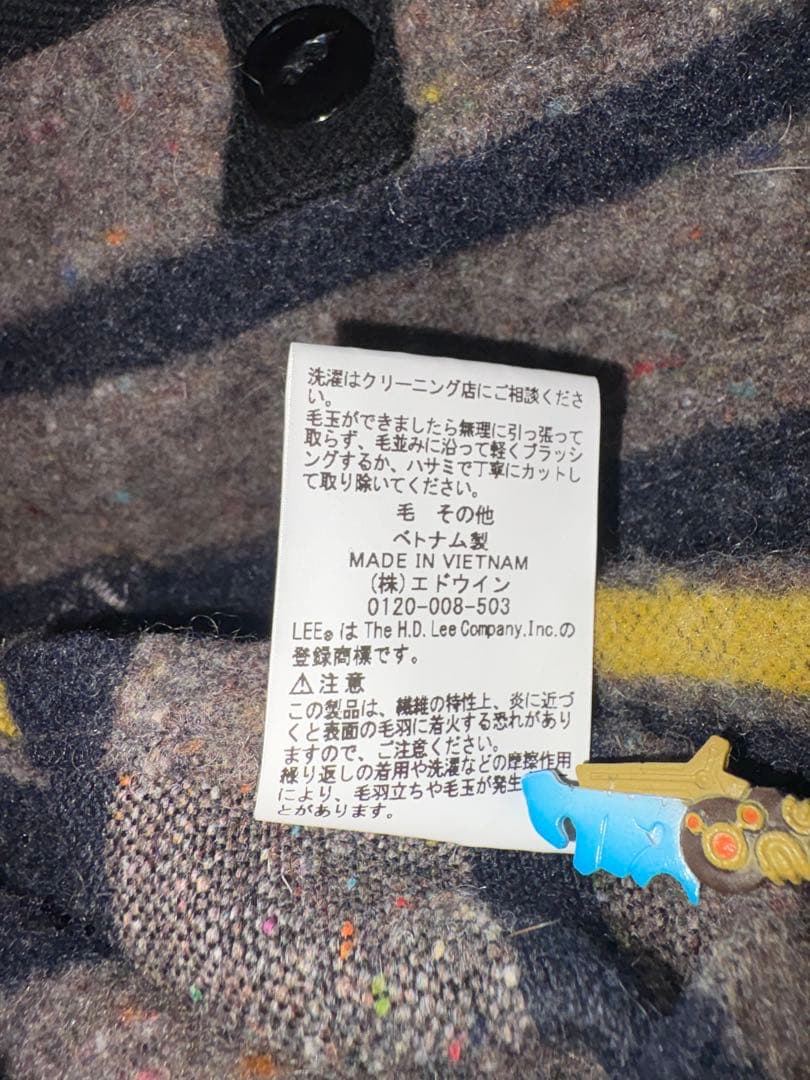 洗濯はクリーニング店にご相談くださ
い。
毛玉ができましたら無理に引っ張って
取らず、毛並みに沿って軽くブラッシ
ングするか、ハサミで丁寧にカットし
て取り除いてください。
毛 その他
ベトナム製
MADE IN VIETNAM
(株)エドウイン
0120-008-503
LEE® は The H.D. Lee Company, Inc.の
登録商標です。
⚠注意
この製品は、繊維の特性上、炎に近づ
くと表面の毛羽に着火する恐れがあり
ますので、ご注意ください。
繰り返しの着用や洗濯などの摩擦作用
により、毛羽立ちや毛玉が発生
とがあります。